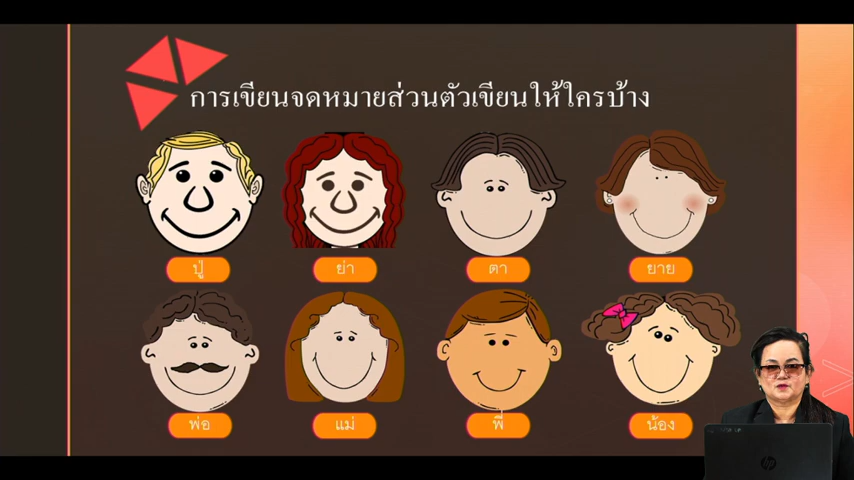 การเขียนจดหมายส่วนตัวเขียนให้ใครบ้าง
ปู่
ย่า
ตา
ยาย
พ่อ
แม่
พี่
น้อง
hp